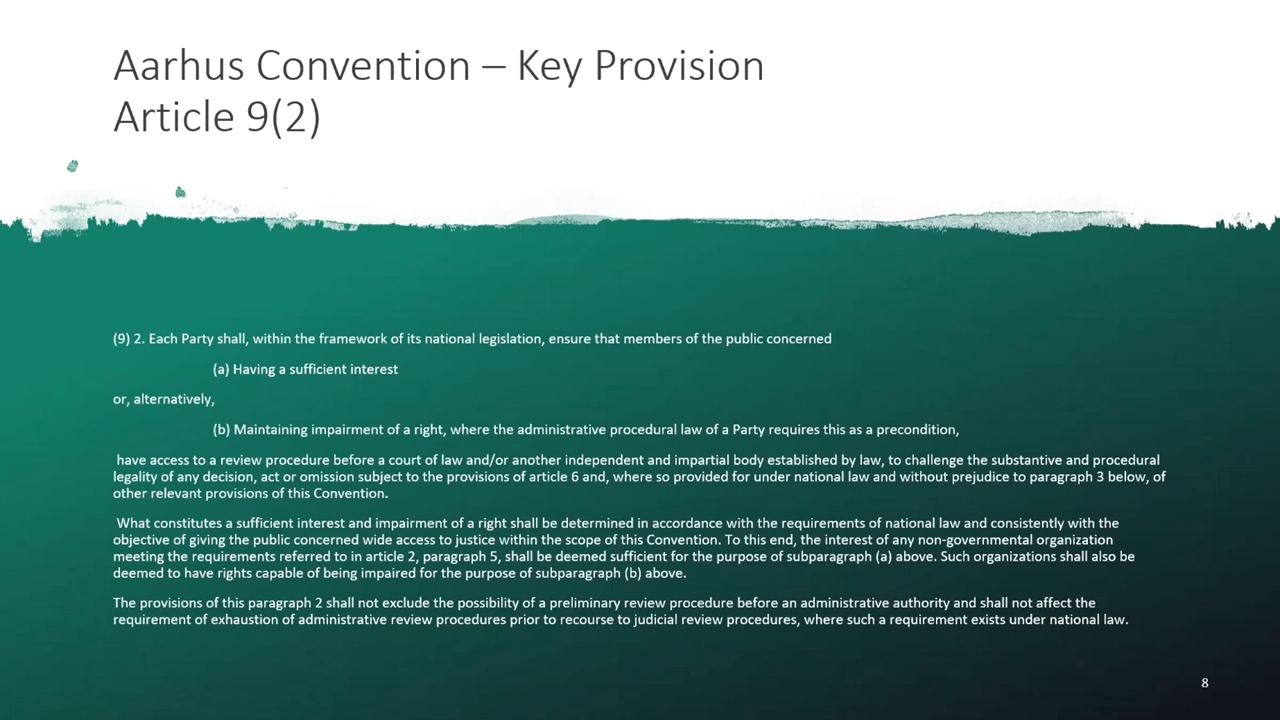 Aarhus Convention – Key Provision
Article 9(2)
(9) 2. Each Party shall, within the framework of its national legislation, ensure that members of the public concerned
(a) Having a sufficient interest
or, alternatively,
(b) Maintaining impairment of a right, where the administrative procedural law of a Party requires this as a precondition,
have access to a review procedure before a court of law and/or another independent and impartial body established by law, to challenge the substantive and procedural
legality of any decision, act or omission subject to the provisions of article 6 and, where so provided for under national law and without prejudice to paragraph 3 below, of
other relevant provisions of this Convention.
What constitutes a sufficient interest and impairment of a right shall be determined in accordance with the requirements of national law and consistently with the
objective of giving the public concerned wide access to justice within the scope of this Convention. To this end, the interest of any non-governmental organization
meeting the requirements referred to in article 2, paragraph 5, shall be deemed sufficient for the purpose of subparagraph (a) above. Such organizations shall also be
deemed to have rights capable of being impaired for the purpose of subparagraph (b) above.
The provisions of this paragraph 2 shall not exclude the possibility of a preliminary review procedure before an administrative authority and shall not affect the
requirement of exhaustion of administrative review procedures prior to recourse to judicial review procedures, where such a requirement exists under national law.
8